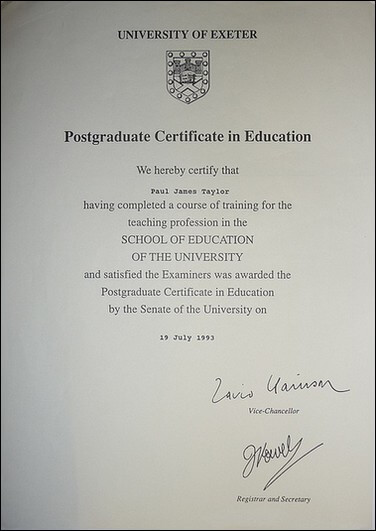 UNIVERSITY OF EXETER
Postgraduate Certificate in Education
We hereby certify that
Paul James Taylor
having completed a course of training for the
teaching profession in the
SCHOOL OF EDUCATION
OF THE UNIVERSITY
and satisfied the Examiners was awarded the
Postgraduate Certificate in Education
by the Senate of the University on
19 July 1993
Vice-Chancellor
Registrar and Secretary